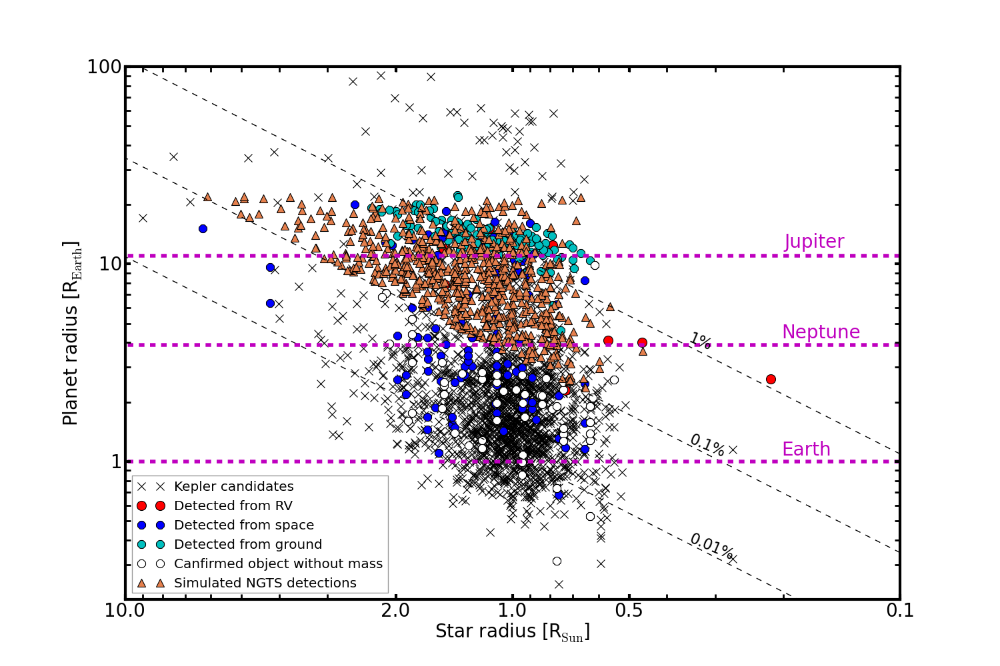 100
10
1
Planet radius [R_Earth]
Jupiter
Neptune
1%
Earth
0.1%
0.01%
Kepler candidates
Detected from RV
Detected from space
Detected from ground
Canfirmed object without mass
Simulated NGTS detections
10.0 2.0 1.0 0.5 0.1
Star radius [R_Sun]